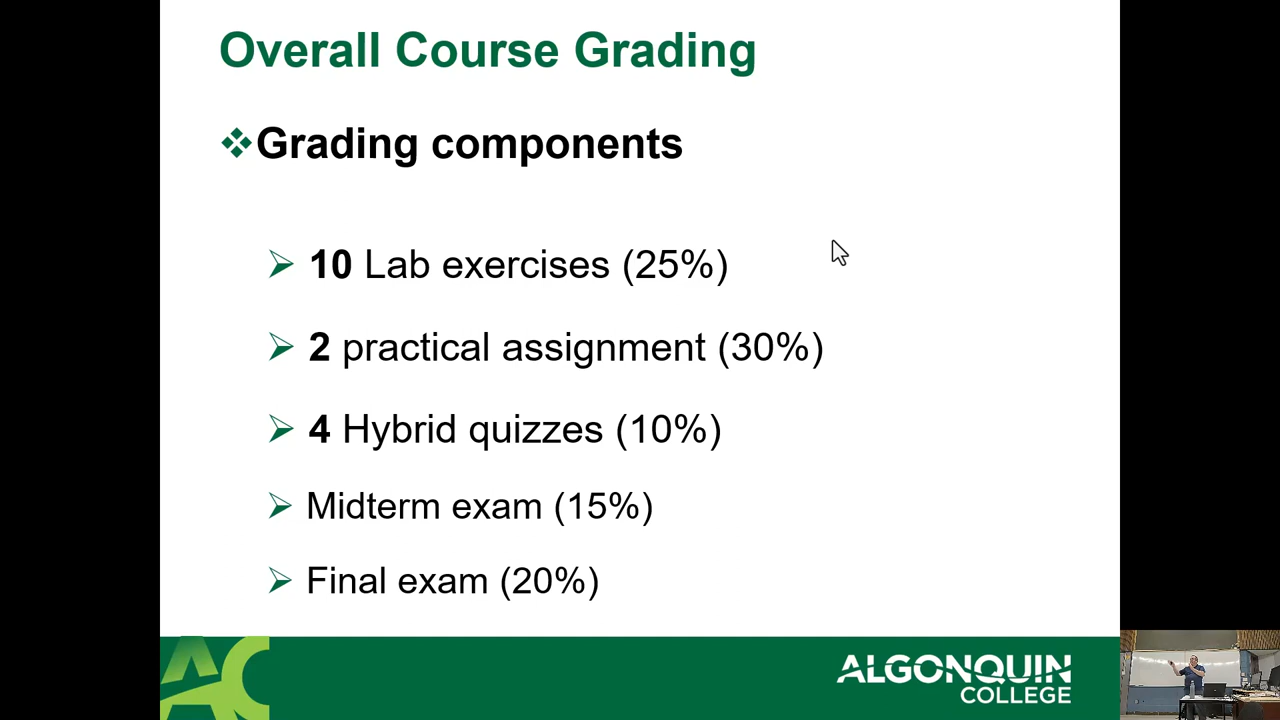 Overall Course Grading
❖Grading components
➢ 10 Lab exercises (25%)
➢ 2 practical assignment (30%)
➢ 4 Hybrid quizzes (10%)
➢ Midterm exam (15%)
➢ Final exam (20%)
AC
ALGONQUIN
COLLEGE